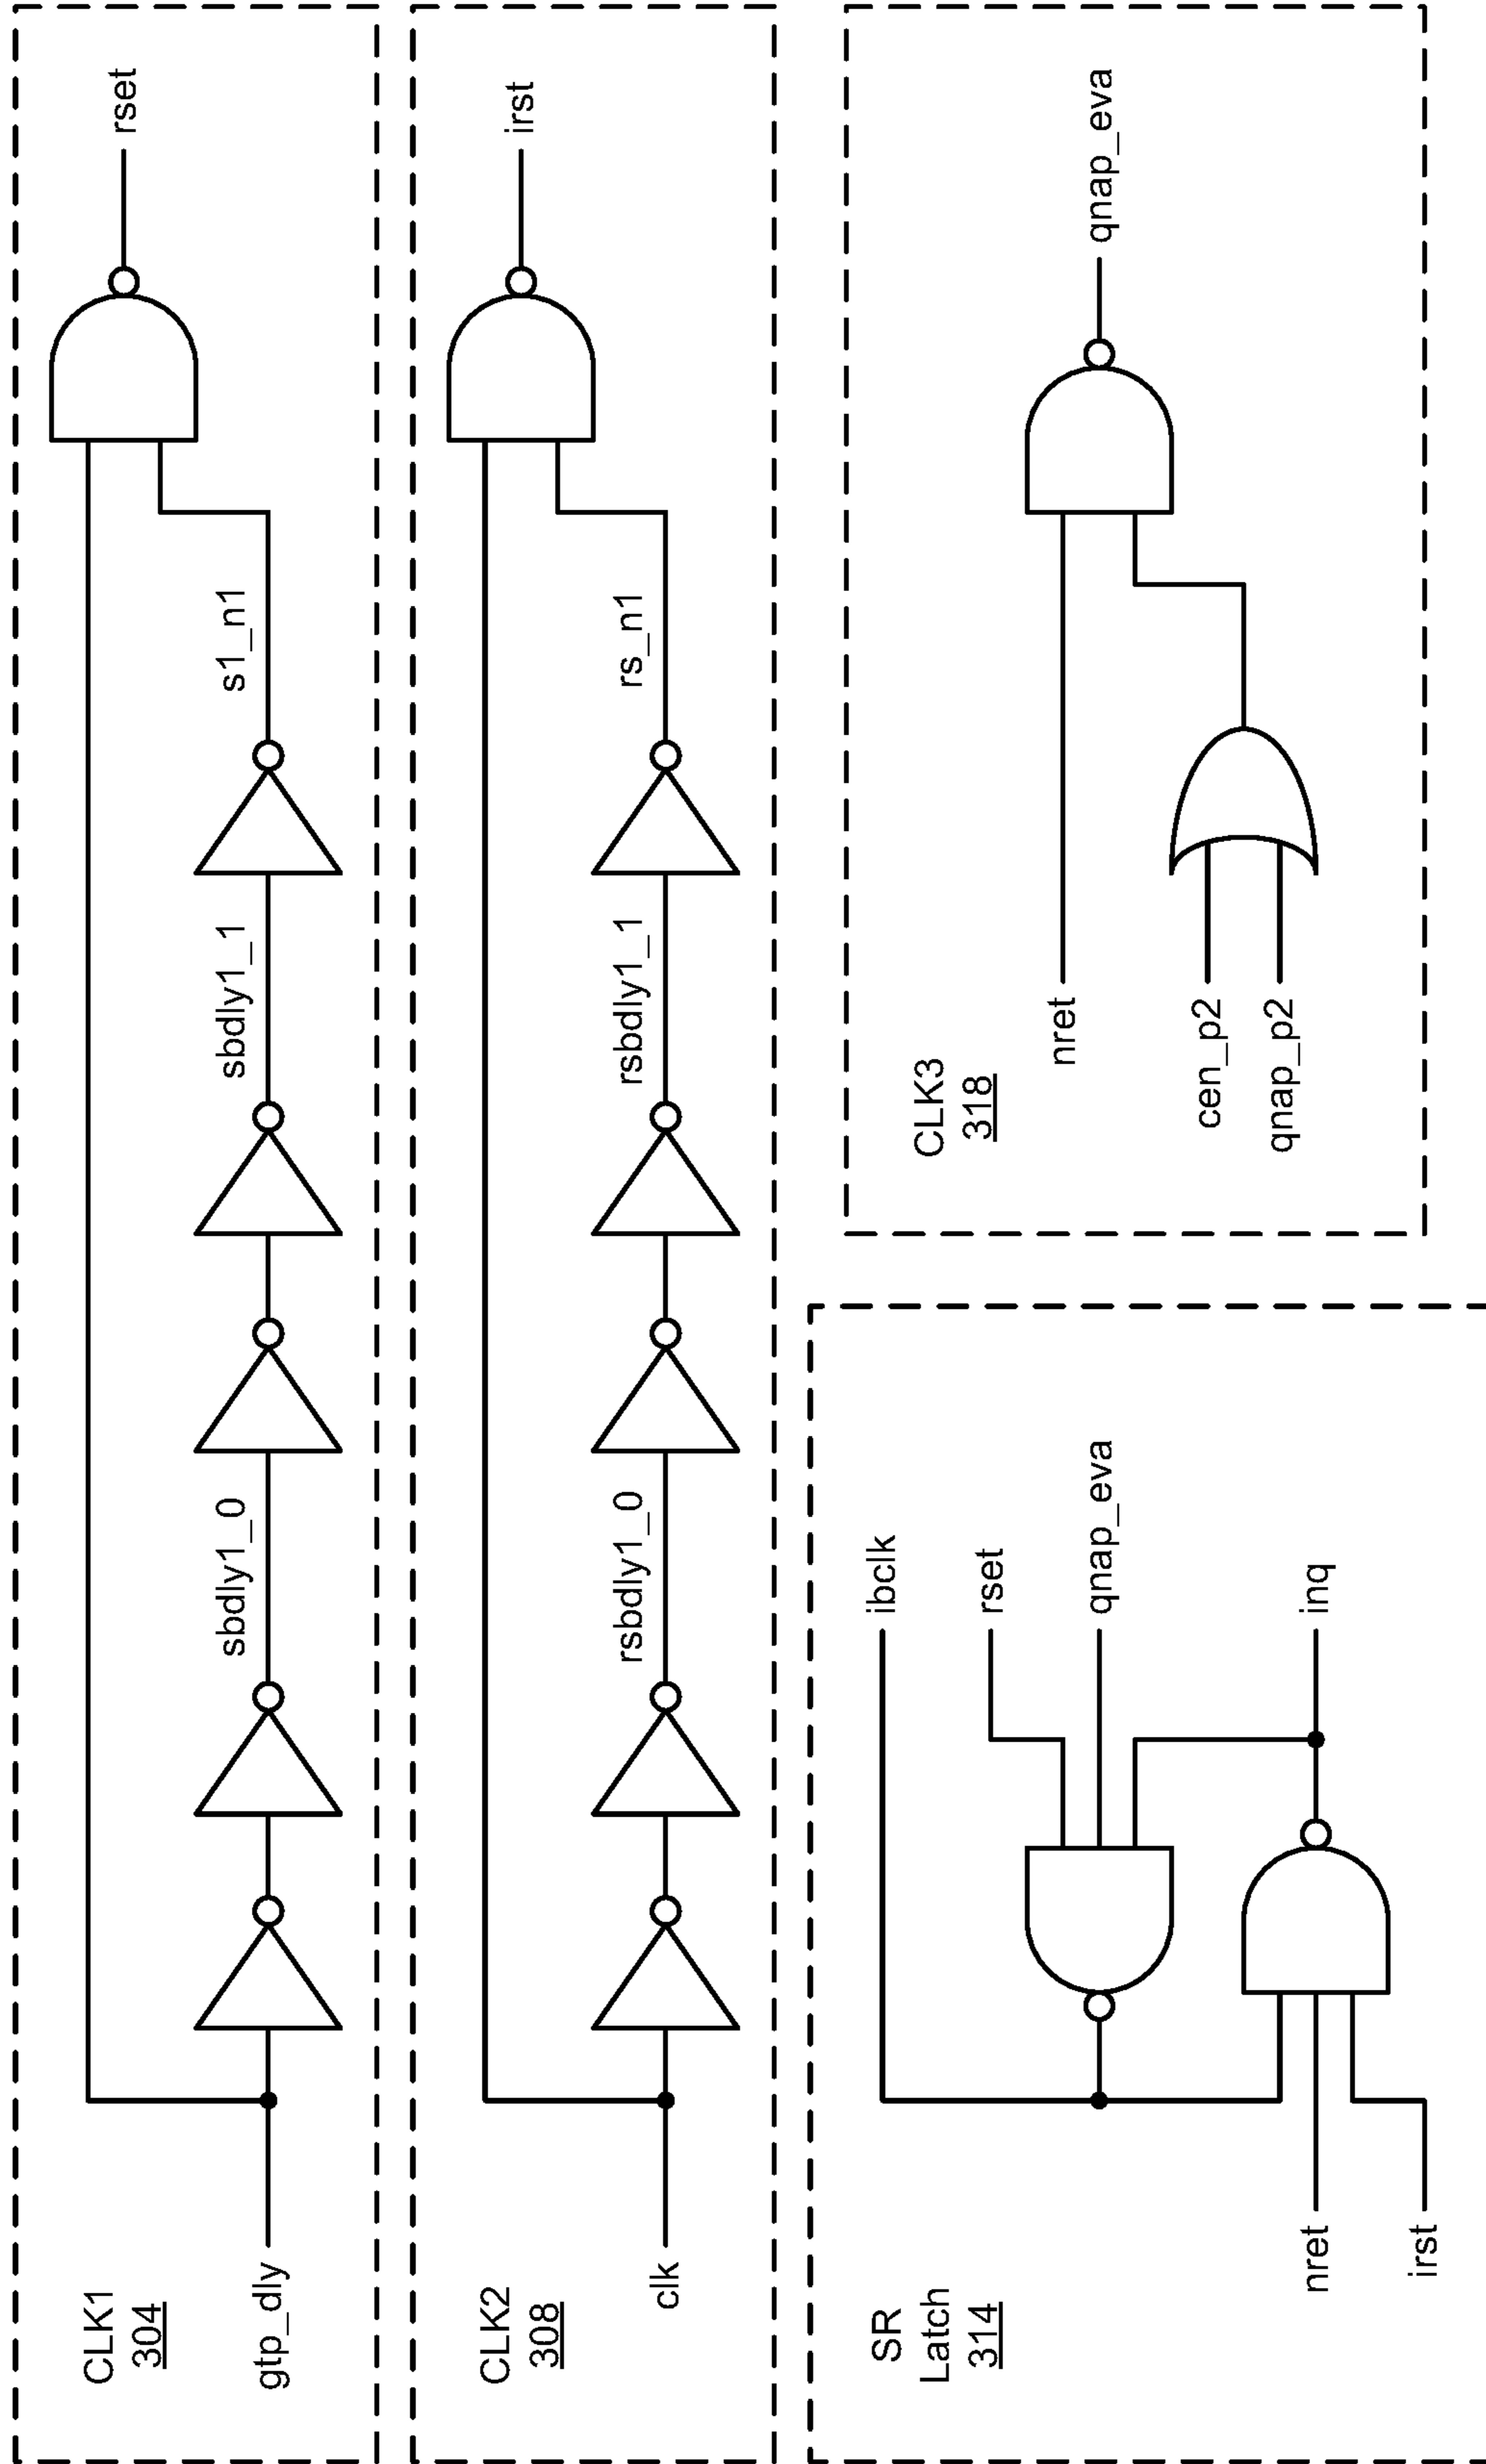 CLK1
304
gtp_dly
sbdly1_0
sbdly1_1
s1_n1
rset
CLK2
308
clk
rsbdly1_0
rsbdly1_1
rs_n1
irst
SR
Latch
314
ibclk
rset
qnap_eva
inq
nret
irst
CLK3
318
nret
cen_p2
qnap_p2
qnap_eva